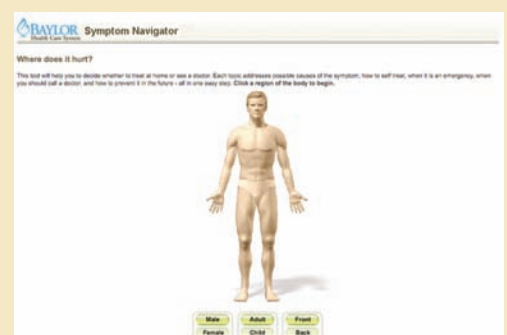 BAYLOR Symptom Navigator
Health Care System
Where does it hurt?
This tool will help you to decide whether to treat at home or see a doctor. Each topic addresses possible causes of the symptom, how to self treat, when it is an emergency, when
you should call a doctor, and how to prevent it in the future - all in one easy step. Click a region of the body to begin.
Male Adult Front
Female Child Back